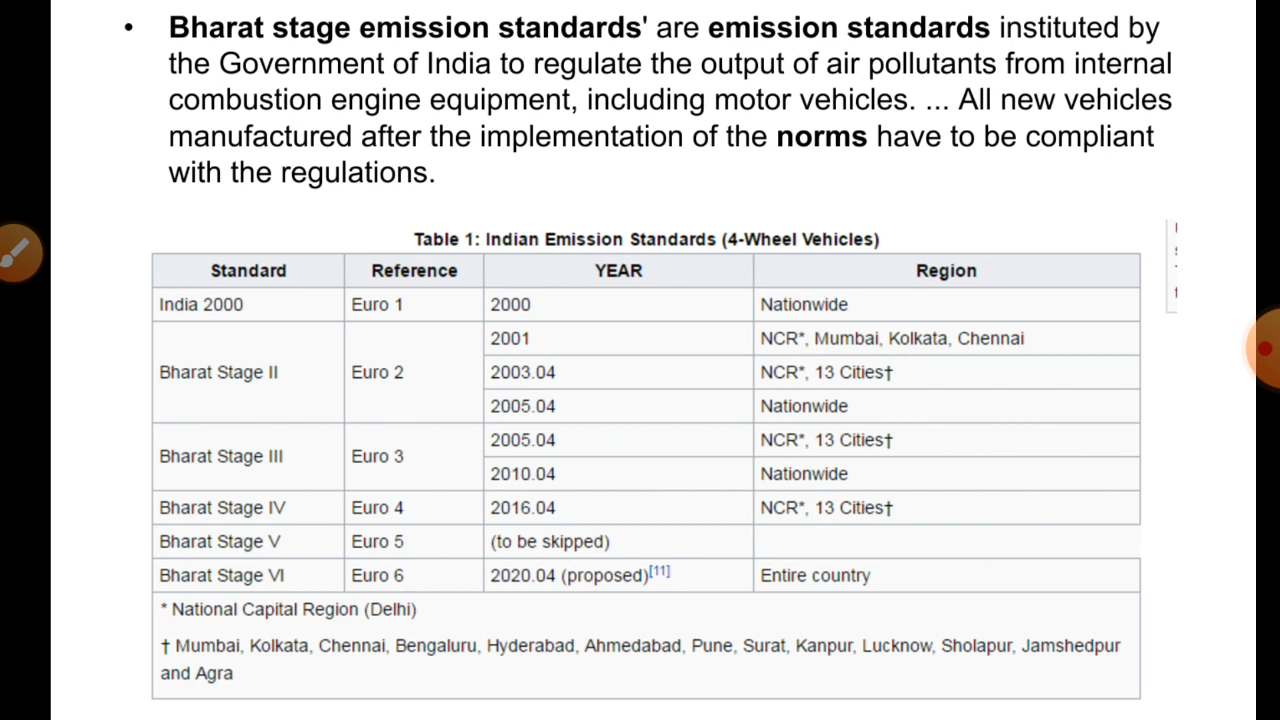 • Bharat stage emission standards' are emission standards instituted by
the Government of India to regulate the output of air pollutants from internal
combustion engine equipment, including motor vehicles. ... All new vehicles
manufactured after the implementation of the norms have to be compliant
with the regulations.
Table 1: Indian Emission Standards (4-Wheel Vehicles)
Standard Reference YEAR Region
India 2000 Euro 1 2000 Nationwide
Bharat Stage II Euro 2 2001 NCR*, Mumbai, Kolkata, Chennai
2003.04 NCR*, 13 Cities†
2005.04 Nationwide
Bharat Stage III Euro 3 2005.04 NCR*, 13 Cities†
2010.04 Nationwide
Bharat Stage IV Euro 4 2016.04 NCR*, 13 Cities†
Bharat Stage V Euro 5 (to be skipped)
Bharat Stage VI Euro 6 2020.04 (proposed)[11] Entire country
* National Capital Region (Delhi)
† Mumbai, Kolkata, Chennai, Bengaluru, Hyderabad, Ahmedabad, Pune, Surat, Kanpur, Lucknow, Sholapur, Jamshedpur
and Agra